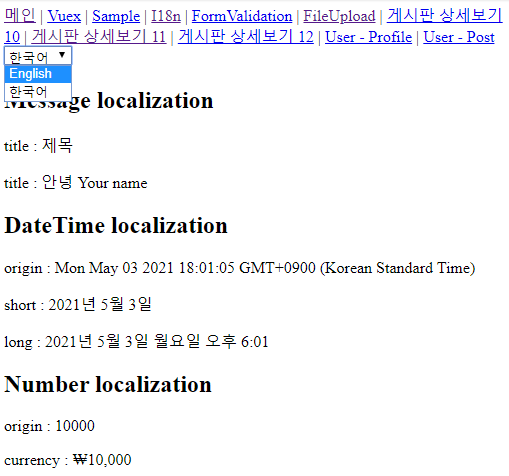 메인 | Vuex | Sample | I18n | FormValidation | FileUpload | 게시판 상세보기
10 | 게시판 상세보기 11 | 게시판 상세보기 12 | User - Profile | User - Post
한국어
English
한국어
Message localization
title : 제목
title : 안녕 Your name
DateTime localization
origin : Mon May 03 2021 18:01:05 GMT+0900 (Korean Standard Time)
short : 2021년 5월 3일
long : 2021년 5월 3일 월요일 오후 6:01
Number localization
origin : 10000
currency : ₩10,000